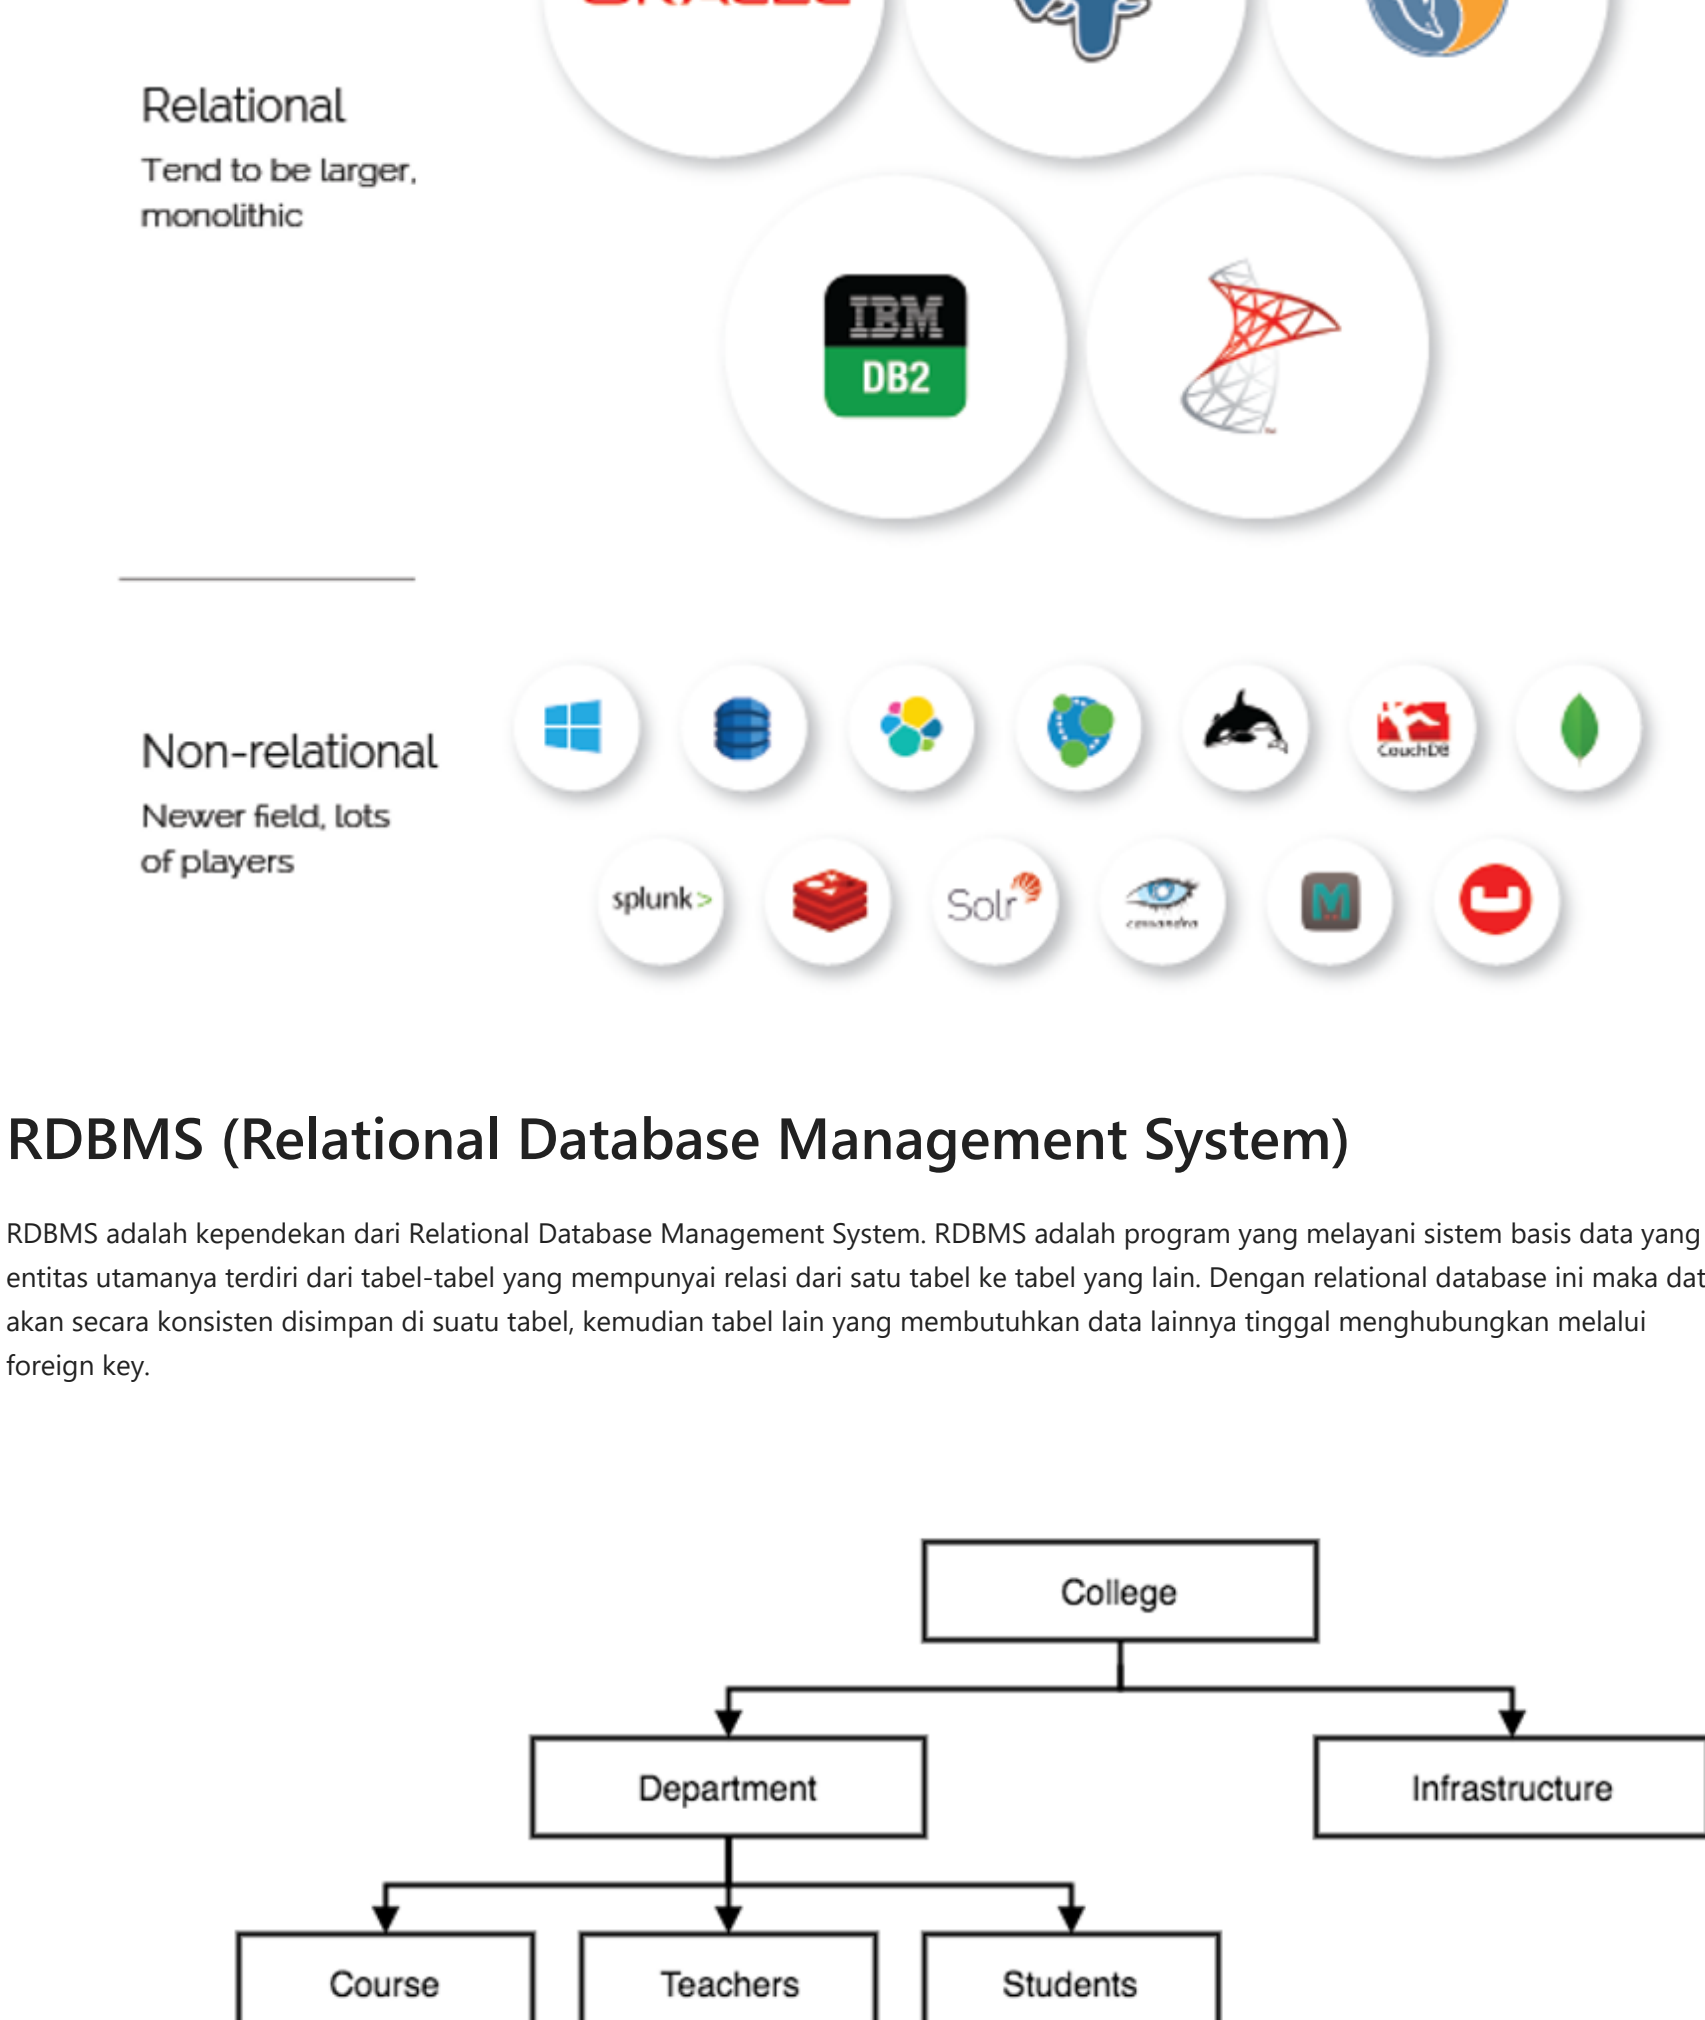 Relational
Tend to be larger,
monolithic
IBM
DB2
Non-relational
Newer field, lots
of players
CouchDB
splunk>
Solr
cassandra
M
RDBMS (Relational Database Management System)
RDBMS adalah kependekan dari Relational Database Management System. RDBMS adalah program yang melayani sistem basis data yang
entitas utamanya terdiri dari tabel-tabel yang mempunyai relasi dari satu tabel ke tabel yang lain. Dengan relational database ini maka dat
akan secara konsisten disimpan di suatu tabel, kemudian tabel lain yang membutuhkan data lainnya tinggal menghubungkan melalui
foreign key.
College
Department Infrastructure
Course Teachers Students